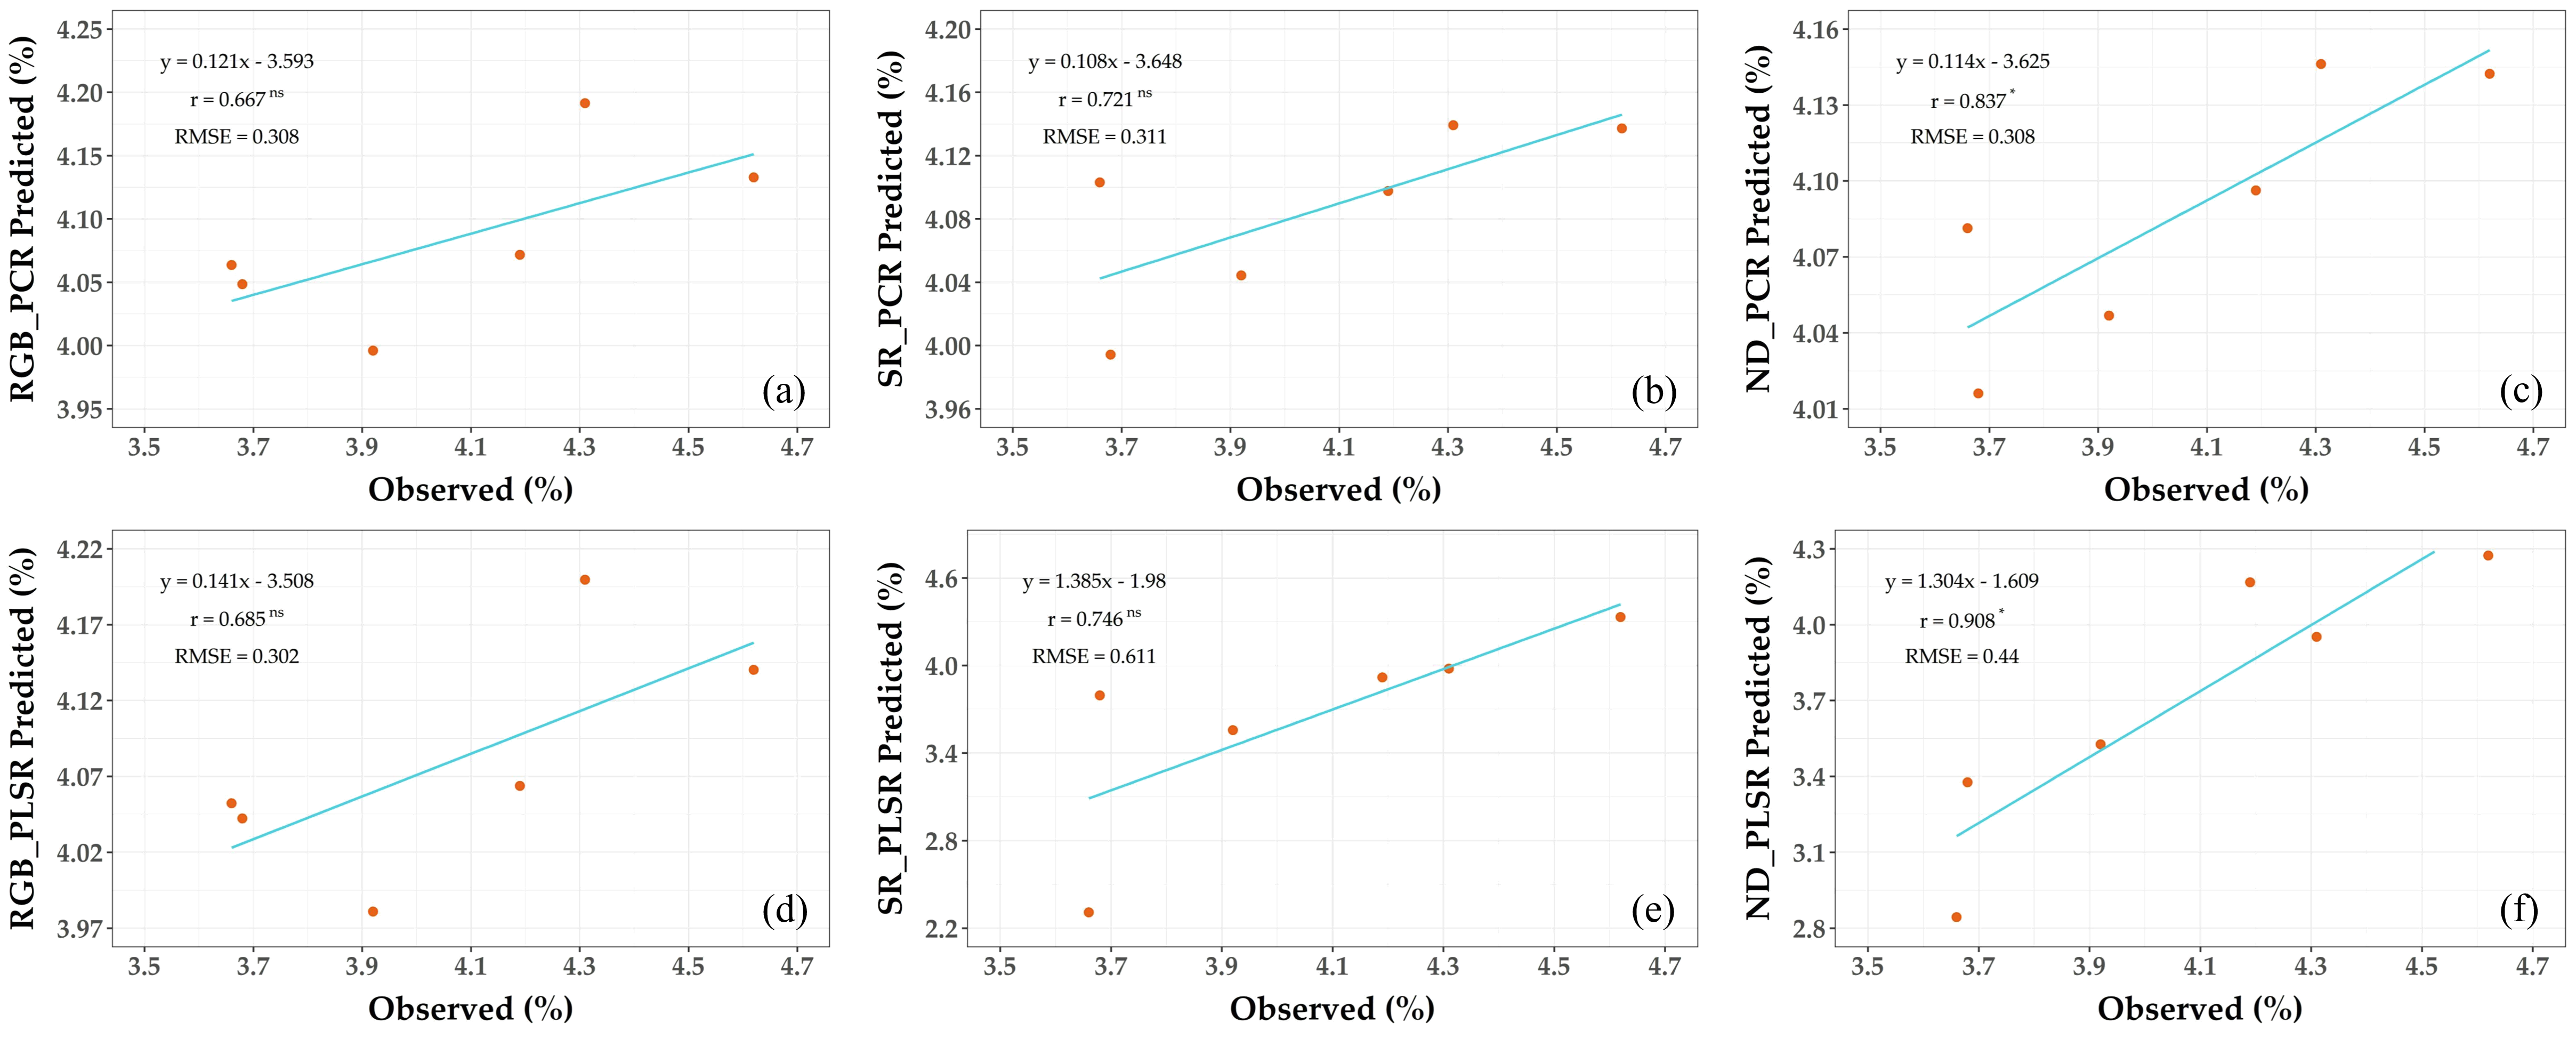 RGB_PCR Predicted (%)
4.25
4.20
4.15
4.10
4.05
4.00
3.95
y = 0.121x - 3.593
r = 0.667 ns
RMSE = 0.308
(a)
3.5 3.7 3.9 4.1 4.3 4.5 4.7
Observed (%)
SR_PCR Predicted (%)
4.20
4.16
4.12
4.08
4.04
4.00
3.96
y = 0.108x - 3.648
r = 0.721 ns
RMSE = 0.311
(b)
3.5 3.7 3.9 4.1 4.3 4.5 4.7
Observed (%)
ND_PCR Predicted (%)
4.16
4.13
4.10
4.07
4.04
4.01
y = 0.114x - 3.625
r = 0.837 *
RMSE = 0.308
(c)
3.5 3.7 3.9 4.1 4.3 4.5 4.7
Observed (%)
RGB_PLSR Predicted (%)
4.22
4.17
4.12
4.07
4.02
3.97
y = 0.141x - 3.508
r = 0.685 ns
RMSE = 0.302
(d)
3.5 3.7 3.9 4.1 4.3 4.5 4.7
Observed (%)
SR_PLSR Predicted (%)
4.6
4.0
3.4
2.8
2.2
y = 1.385x - 1.98
r = 0.746 ns
RMSE = 0.611
(e)
3.5 3.7 3.9 4.1 4.3 4.5 4.7
Observed (%)
ND_PLSR Predicted (%)
4.3
4.0
3.7
3.4
3.1
2.8
y = 1.304x - 1.609
r = 0.908 *
RMSE = 0.44
(f)
3.5 3.7 3.9 4.1 4.3 4.5 4.7
Observed (%)